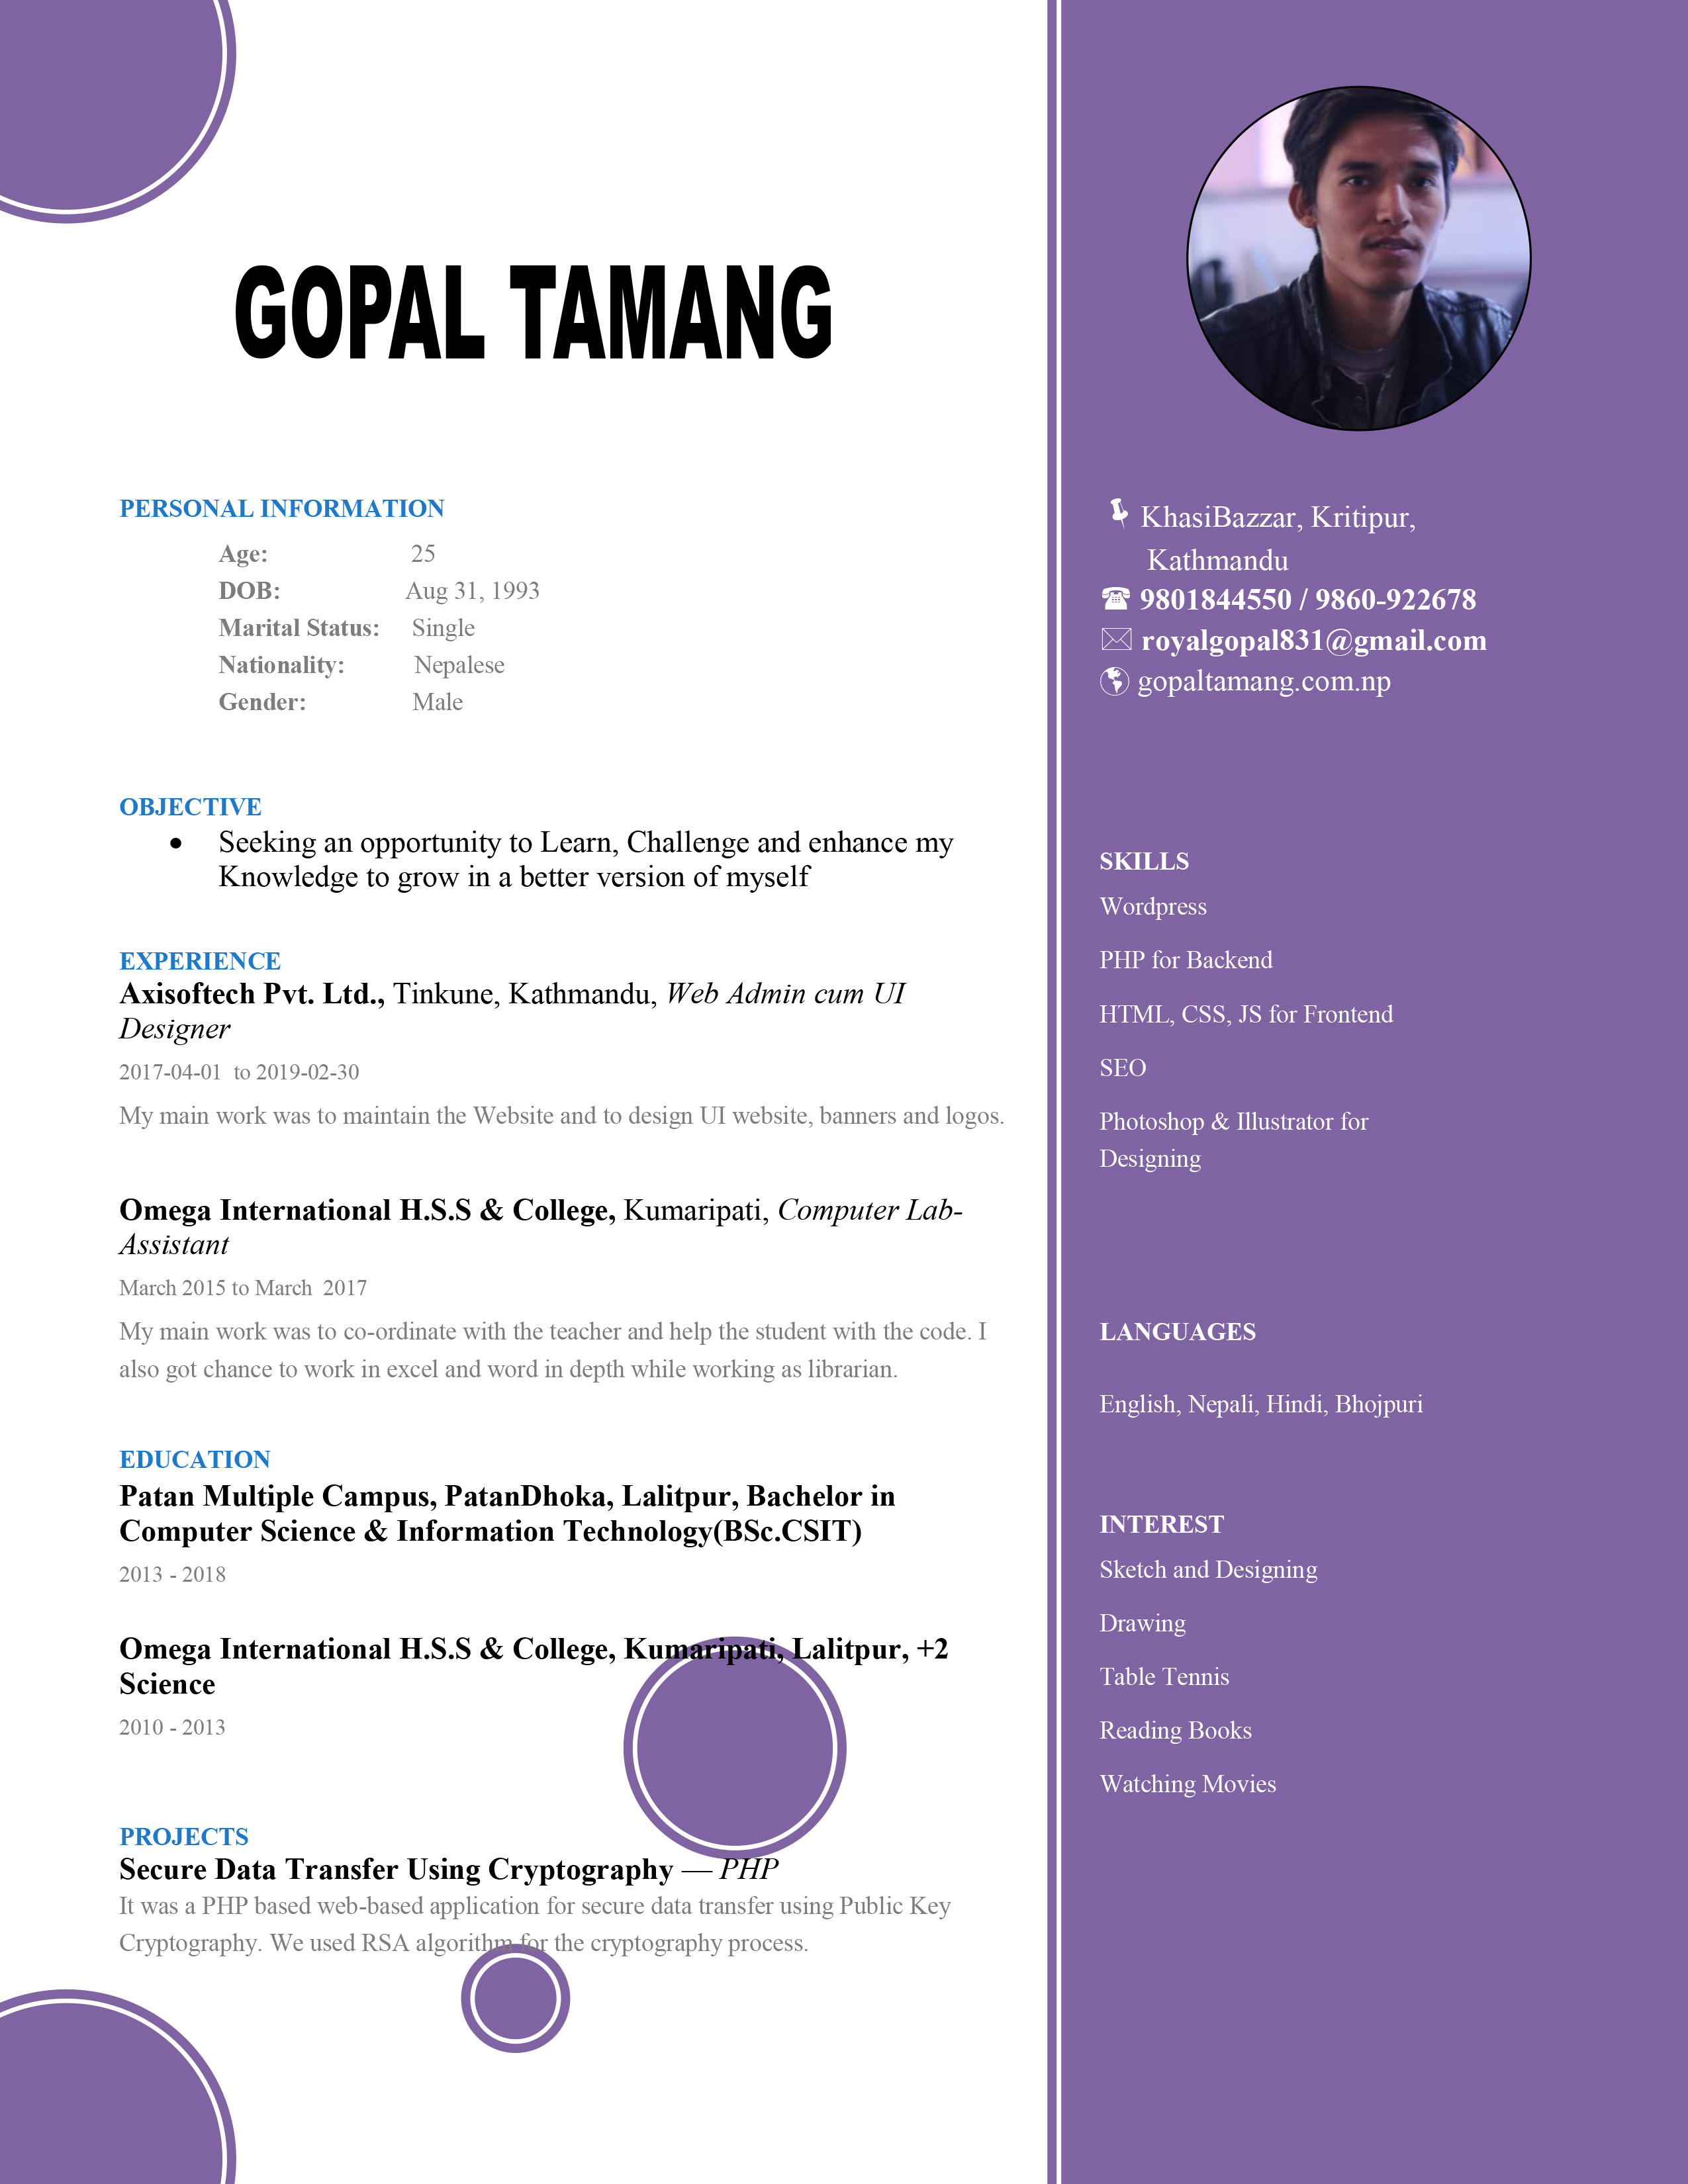 GOPAL TAMANG
PERSONAL INFORMATION
Age: 25
DOB: Aug 31, 1993
Marital Status: Single
Nationality: Nepalese
Gender: Male
OBJECTIVE
• Seeking an opportunity to Learn, Challenge and enhance my
Knowledge to grow in a better version of myself
EXPERIENCE
Axisoftech Pvt. Ltd., Tinkune, Kathmandu, Web Admin cum UI
Designer
2017-04-01 to 2019-02-30
My main work was to maintain the Website and to design UI website, banners and logos.
Omega International H.S.S & College, Kumaripati, Computer Lab-
Assistant
March 2015 to March 2017
My main work was to co-ordinate with the teacher and help the student with the code. I
also got chance to work in excel and word in depth while working as librarian.
EDUCATION
Patan Multiple Campus, PatanDhoka, Lalitpur, Bachelor in
Computer Science & Information Technology(BSc.CSIT)
2013 - 2018
Omega International H.S.S & College, Kumaripati, Lalitpur, +2
Science
2010 - 2013
PROJECTS
Secure Data Transfer Using Cryptography — PHP
It was a PHP based web-based application for secure data transfer using Public Key
Cryptography. We used RSA algorithm for the cryptography process.
KhasiBazzar, Kritipur,
Kathmandu
9801844550 / 9860-922678
royalgopal831@gmail.com
gopaltamang.com.np
SKILLS
Wordpress
PHP for Backend
HTML, CSS, JS for Frontend
SEO
Photoshop & Illustrator for
Designing
LANGUAGES
English, Nepali, Hindi, Bhojpuri
INTEREST
Sketch and Designing
Drawing
Table Tennis
Reading Books
Watching Movies